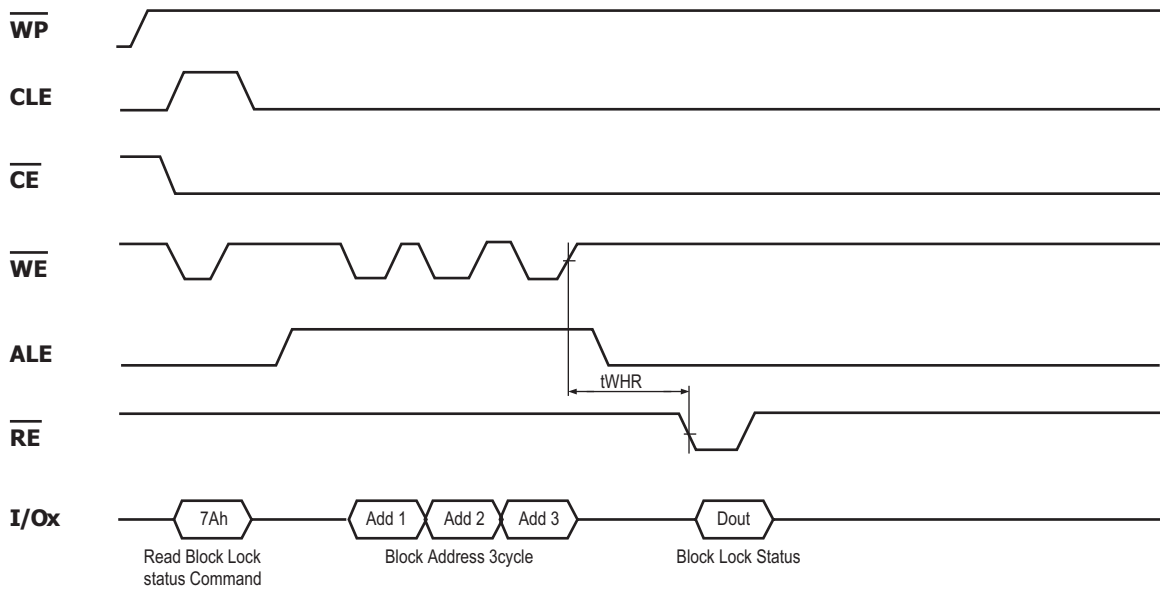 WP
CLE
CE
WE
ALE
tWHR
RE
I/Ox
7Ah
Add 1
Add 2
Add 3
Dout
Read Block Lock
status Command
Block Address 3cycle
Block Lock Status